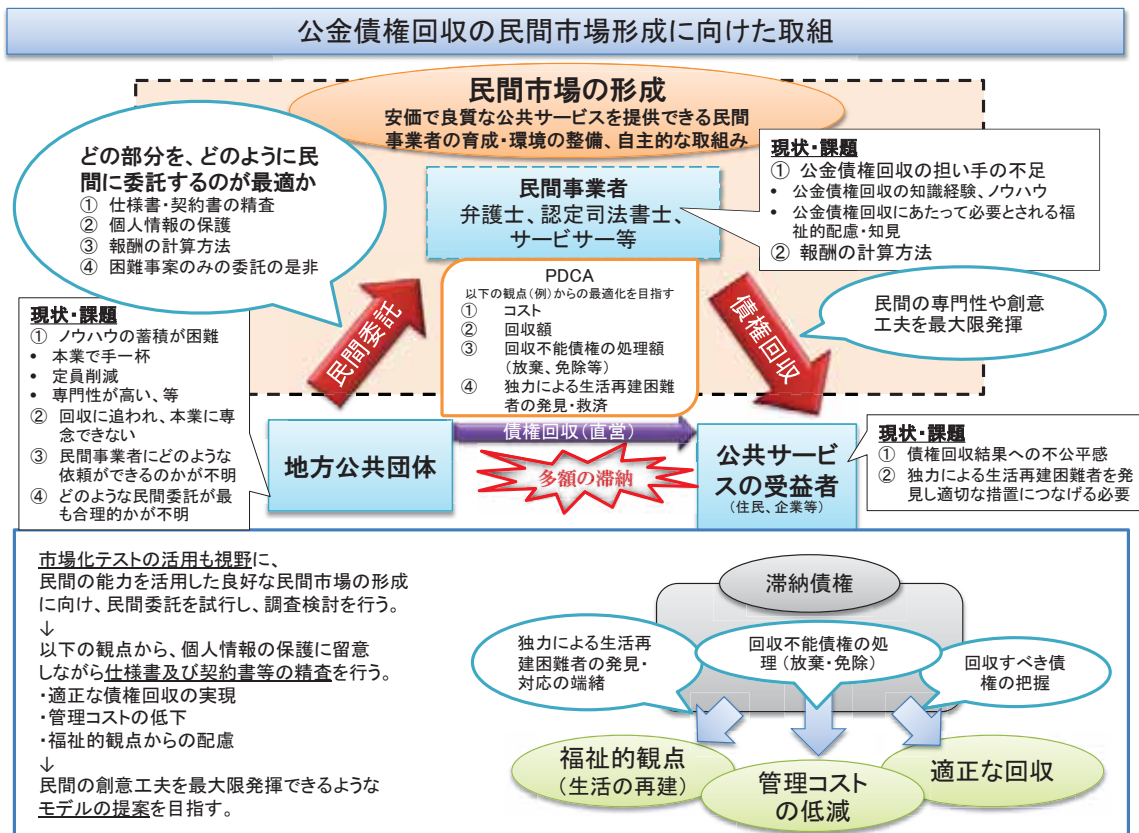 公金債権回収の民間市場形成に向けた取組
民間市場の形成
安価で良質な公共サービスを提供できる民間
事業者の育成・環境の整備、自主的な取組み
どの部分を、どのように民
間に委託するのが最適か
① 仕様書・契約書の精査
② 個人情報の保護
③ 報酬の計算方法
④ 困難事案のみの委託の是非
民間事業者
弁護士、認定司法書士、
サービサー等
現状・課題
① 公金債権回収の担い手の不足
• 公金債権回収の知識経験、ノウハウ
• 公金債権回収にあたって必要とされる福
祉的配慮・知見
② 報酬の計算方法
民間委託
PDCA
以下の観点(例)からの最適化を目指す
① コスト
② 回収額
③ 回収不能債権の処理額
(放棄、免除等)
④ 独力による生活再建困難
者の発見・救済
債権回収
民間の専門性や創意
工夫を最大限発揮
現状・課題
① ノウハウの蓄積が困難
• 本業で手一杯
• 定員削減
• 専門性が高い、等
② 回収に追われ、本業に専
念できない
③ 民間事業者にどのような
依頼ができるのかが不明
④ どのような民間委託が最
も合理的かが不明
地方公共団体
債権回収(直営)
多額の滞納
公共サービ
スの受益者
(住民、企業等)
現状・課題
① 債権回収結果への不公平感
② 独力による生活再建困難者を発
見し適切な措置につなげる必要
市場化テストの活用も視野に、
民間の能力を活用した良好な民間市場の形成
に向け、民間委託を試行し、調査検討を行う。
↓
以下の観点から、個人情報の保護に留意
しながら仕様書及び契約書等の精査を行う。
・適正な債権回収の実現
・管理コストの低下
・福祉的観点からの配慮
↓
民間の創意工夫を最大限発揮できるような
モデルの提案を目指す。
滞納債権
独力による生活再
建困難者の発見・
対応の端緒
回収不能債権の処
理(放棄・免除)
回収すべき債
権の把握
福祉的観点
(生活の再建)
管理コスト
の低減
適正な回収